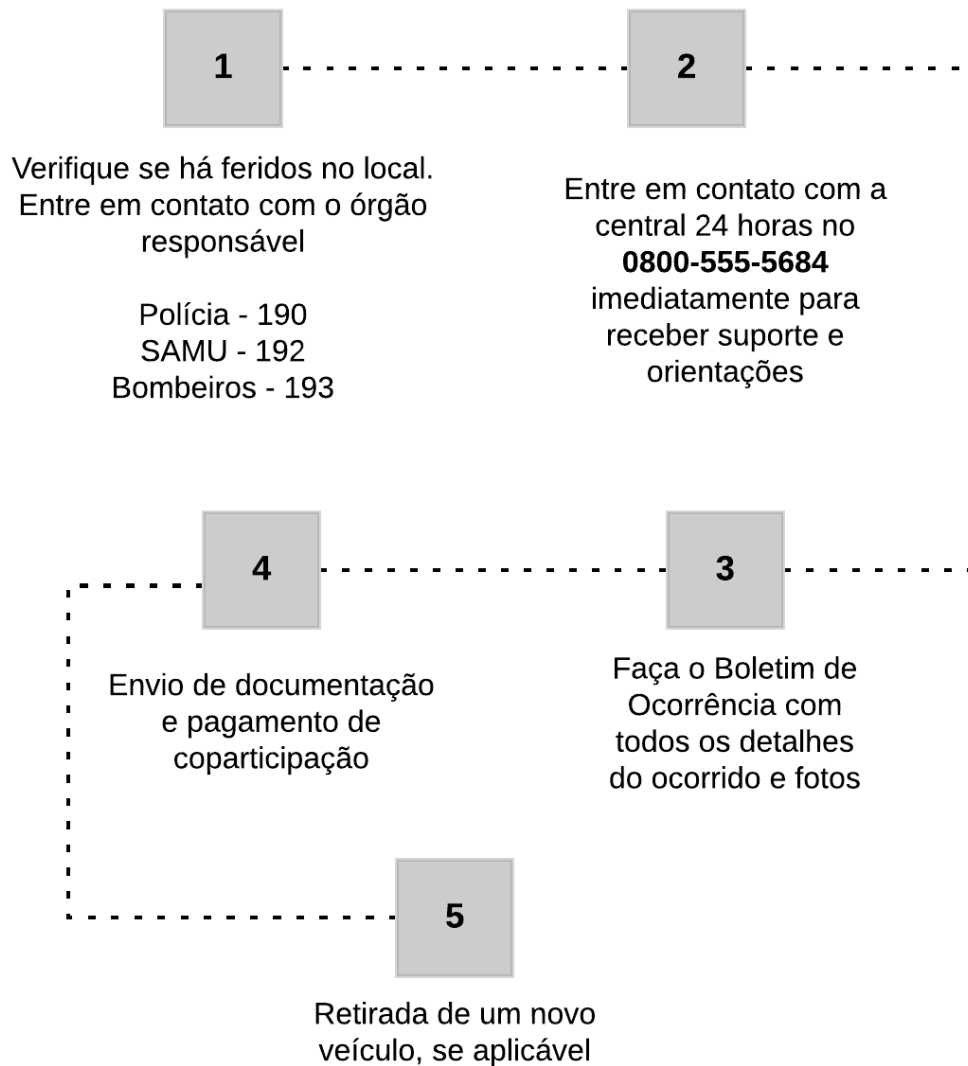 1
Verifique se há feridos no local.
Entre em contato com o órgão
responsável
Polícia - 190
SAMU - 192
Bombeiros - 193
2
Entre em contato com a
central 24 horas no
0800-555-5684
imediatamente para
receber suporte e
orientações
3
Faça o Boletim de
Ocorrência com
todos os detalhes
do ocorrido e fotos
4
Envio de documentação
e pagamento de
coparticipação
5
Retirada de um novo
veículo, se aplicável